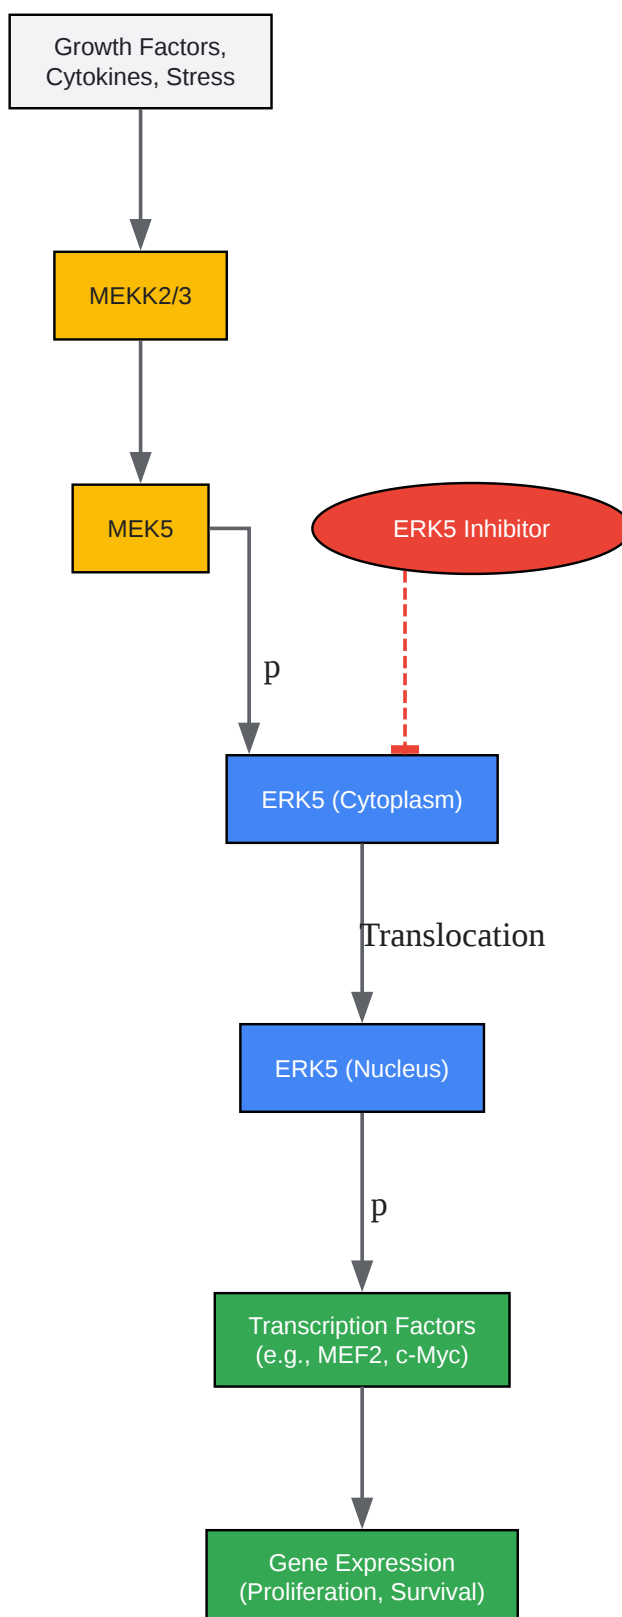 Growth Factors,
Cytokines, Stress
MEKK2/3
MEK5
ERK5 Inhibitor
p
ERK5 (Cytoplasm)
Translocation
ERK5 (Nucleus)
p
Transcription Factors
(e.g., MEF2, c-Myc)
Gene Expression
(Proliferation, Survival)